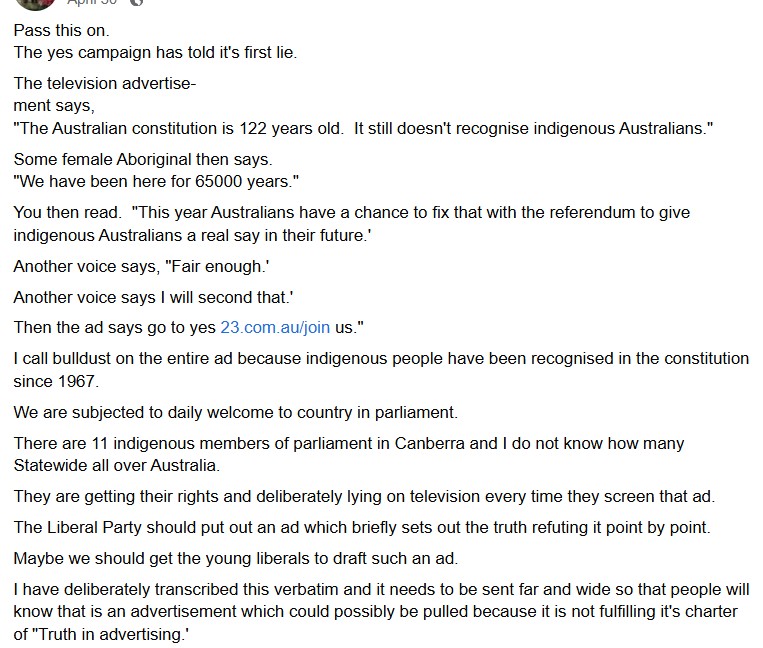 April 30
Pass this on.
The yes campaign has told it's first lie.
The television advertise-
ment says,
"The Australian constitution is 122 years old.  It still doesn't recognise indigenous Australians."
Some female Aboriginal then says.
"We have been here for 65000 years."
You then read.  "This year Australians have a chance to fix that with the referendum to give
indigenous Australians a real say in their future.'
Another voice says, "Fair enough.'
Another voice says I will second that.'
Then the ad says go to yes 23.com.au/join us."
I call bulldust on the entire ad because indigenous people have been recognised in the constitution
since 1967.
We are subjected to daily welcome to country in parliament.
There are 11 indigenous members of parliament in Canberra and I do not know how many
Statewide all over Australia.
They are getting their rights and deliberately lying on television every time they screen that ad.
The Liberal Party should put out an ad which briefly sets out the truth refuting it point by point.
Maybe we should get the young liberals to draft such an ad.
I have deliberately transcribed this verbatim and it needs to be sent far and wide so that people will
know that is an advertisement which could possibly be pulled because it is not fulfilling it's charter
of "Truth in advertising.'